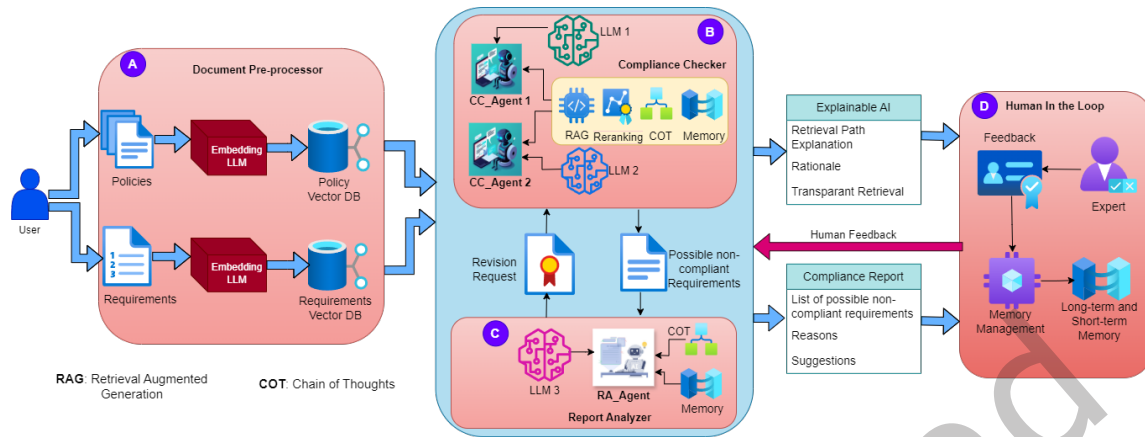 A
Document Pre-processor
User
Policies
Embedding
LLM
Policy
Vector DB
1
2
3
Requirements
Embedding
LLM
Requirements
Vector DB
RAG: Retrieval Augmented
Generation
COT: Chain of Thoughts
B
LLM 1
Compliance Checker
CC_Agent 1
RAG
Reranking
COT
Memory
CC_Agent 2
LLM 2
Revision
Request
Possible non-
compliant
Requirements
C
LLM 3
COT
RA_Agent
Memory
Report Analyzer
Explainable AI
Retrieval Path
Explanation
Rationale
Transparant Retrieval
Human Feedback
Compliance Report
List of possible non-
compliant requirements
Reasons
Suggestions
D
Human In the Loop
Feedback
Expert
Memory
Management
Long-term and
Short-term
Memory